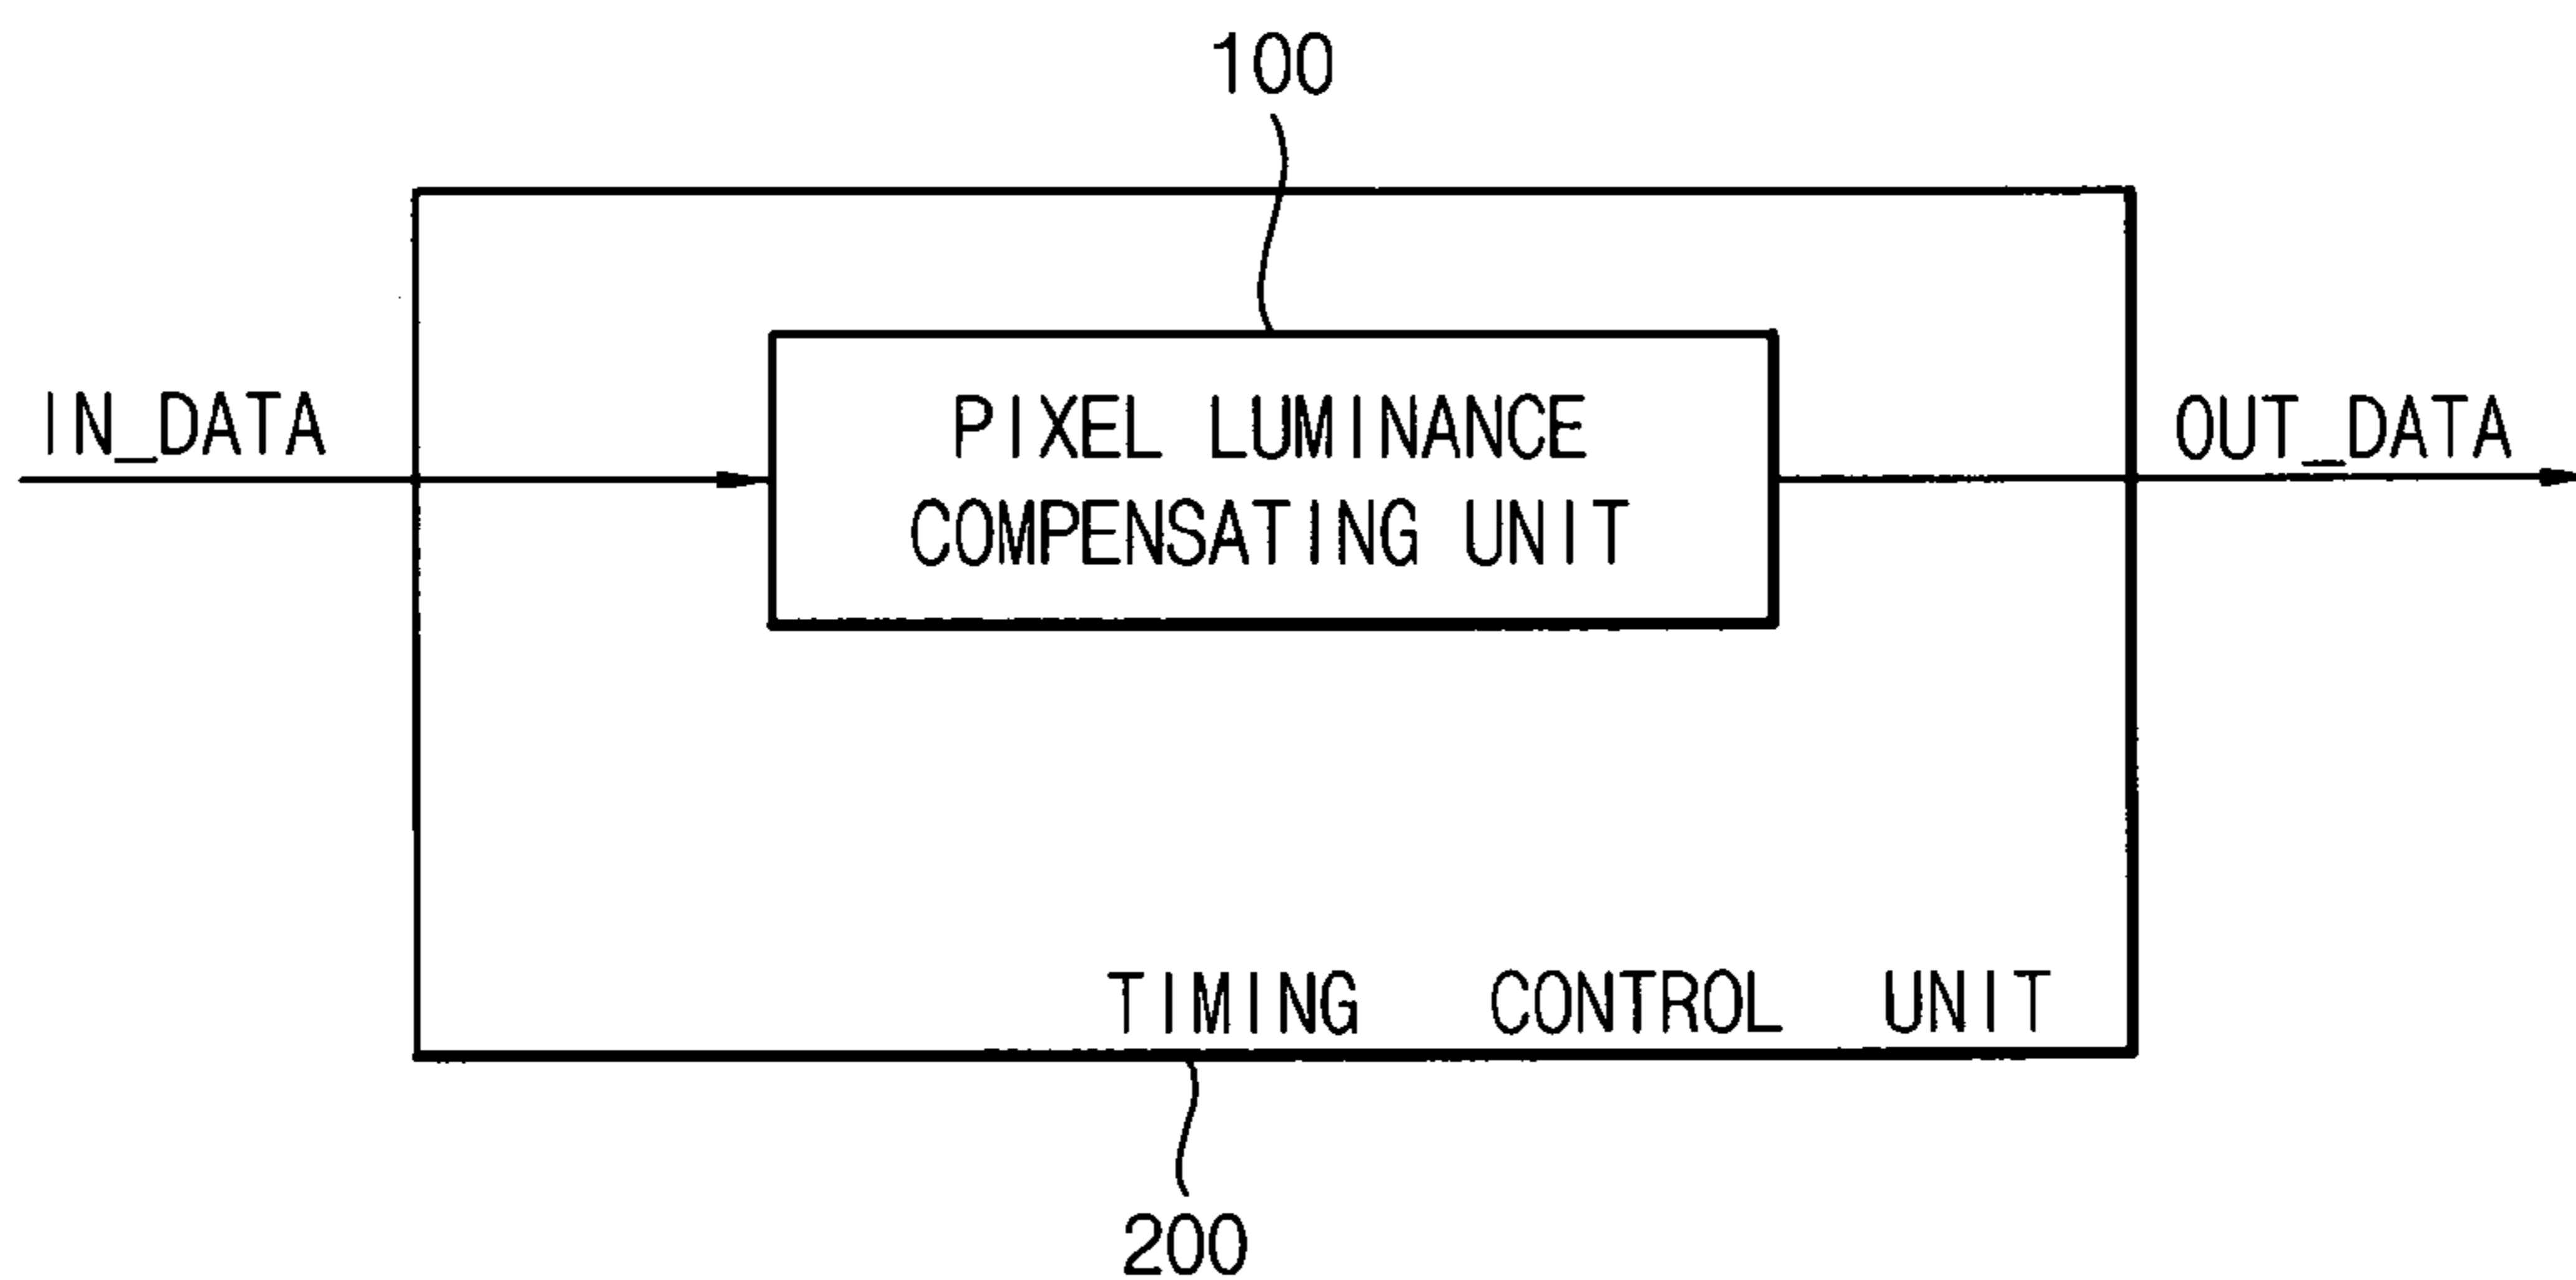 100
IN_DATA
PIXEL LUMINANCE
COMPENSATING UNIT
OUT_DATA
TIMING CONTROL UNIT
200